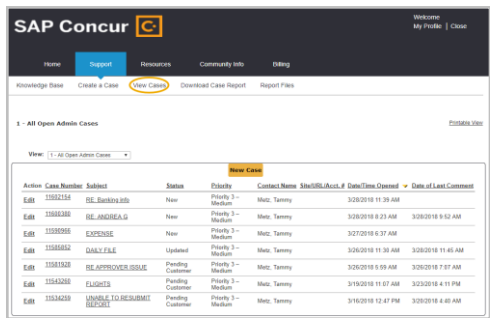 SAP Concur C
Welcome
My Profile | Close
Home Support Resources Community Info Billing
Knowledge Base Create a Case View Cases Download Case Report Report Files
1 - All Open Admin Cases Printable View
View: 1 - All Open Admin Cases
New Case
Action Case Number Subject Status Priority Contact Name Site/URL/Acct. # Date/Time Opened Date of Last Comment
Edit 11602154 RE: Banking info New Priority 3 – Medium Metz, Tammy 3/28/2018 11:39 AM
Edit 11600380 RE: ANDREA G New Priority 3 – Medium Metz, Tammy 3/28/2018 8:23 AM 3/28/2018 9:52 AM
Edit EXPENSE New Priority 3 – Medium Metz, Tammy 3/27/2018 6:37 AM
Edit DAILY FILE Updated Priority 3 – Medium Metz, Tammy 3/26/2018 11:30 AM 3/28/2018 11:45 AM
Edit 11581928 RE APPROVER ISSUE Pending Customer Priority 3 – Medium Metz, Tammy 3/26/2018 5:59 AM 3/26/2018 7:07 AM
Edit 11543260 FLIGHTS Pending Customer Priority 3 – Medium Metz, Tammy 3/19/2018 11:07 AM 3/23/2018 4:11 PM
Edit 11534259 UNABLE TO RESUBMIT REPORT Pending Customer Priority 3 – Medium Metz, Tammy 3/16/2018 12:47 PM 3/20/2018 4:40 AM